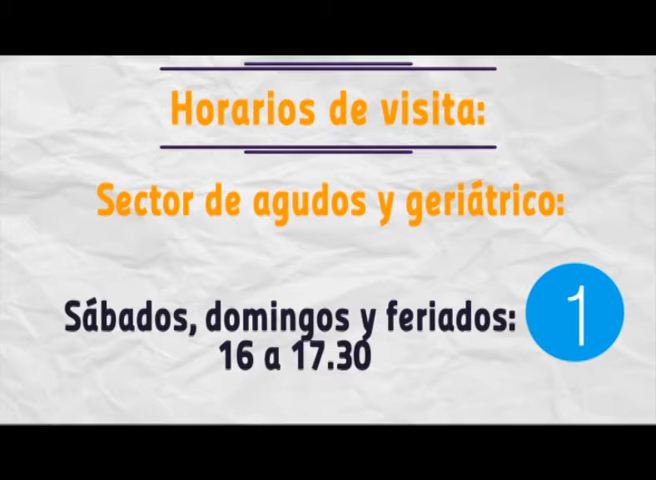 Horarios de visita:
Sector de agudos y geriátrico:
Sábados, domingos y feriados:
16 a 17.30
1